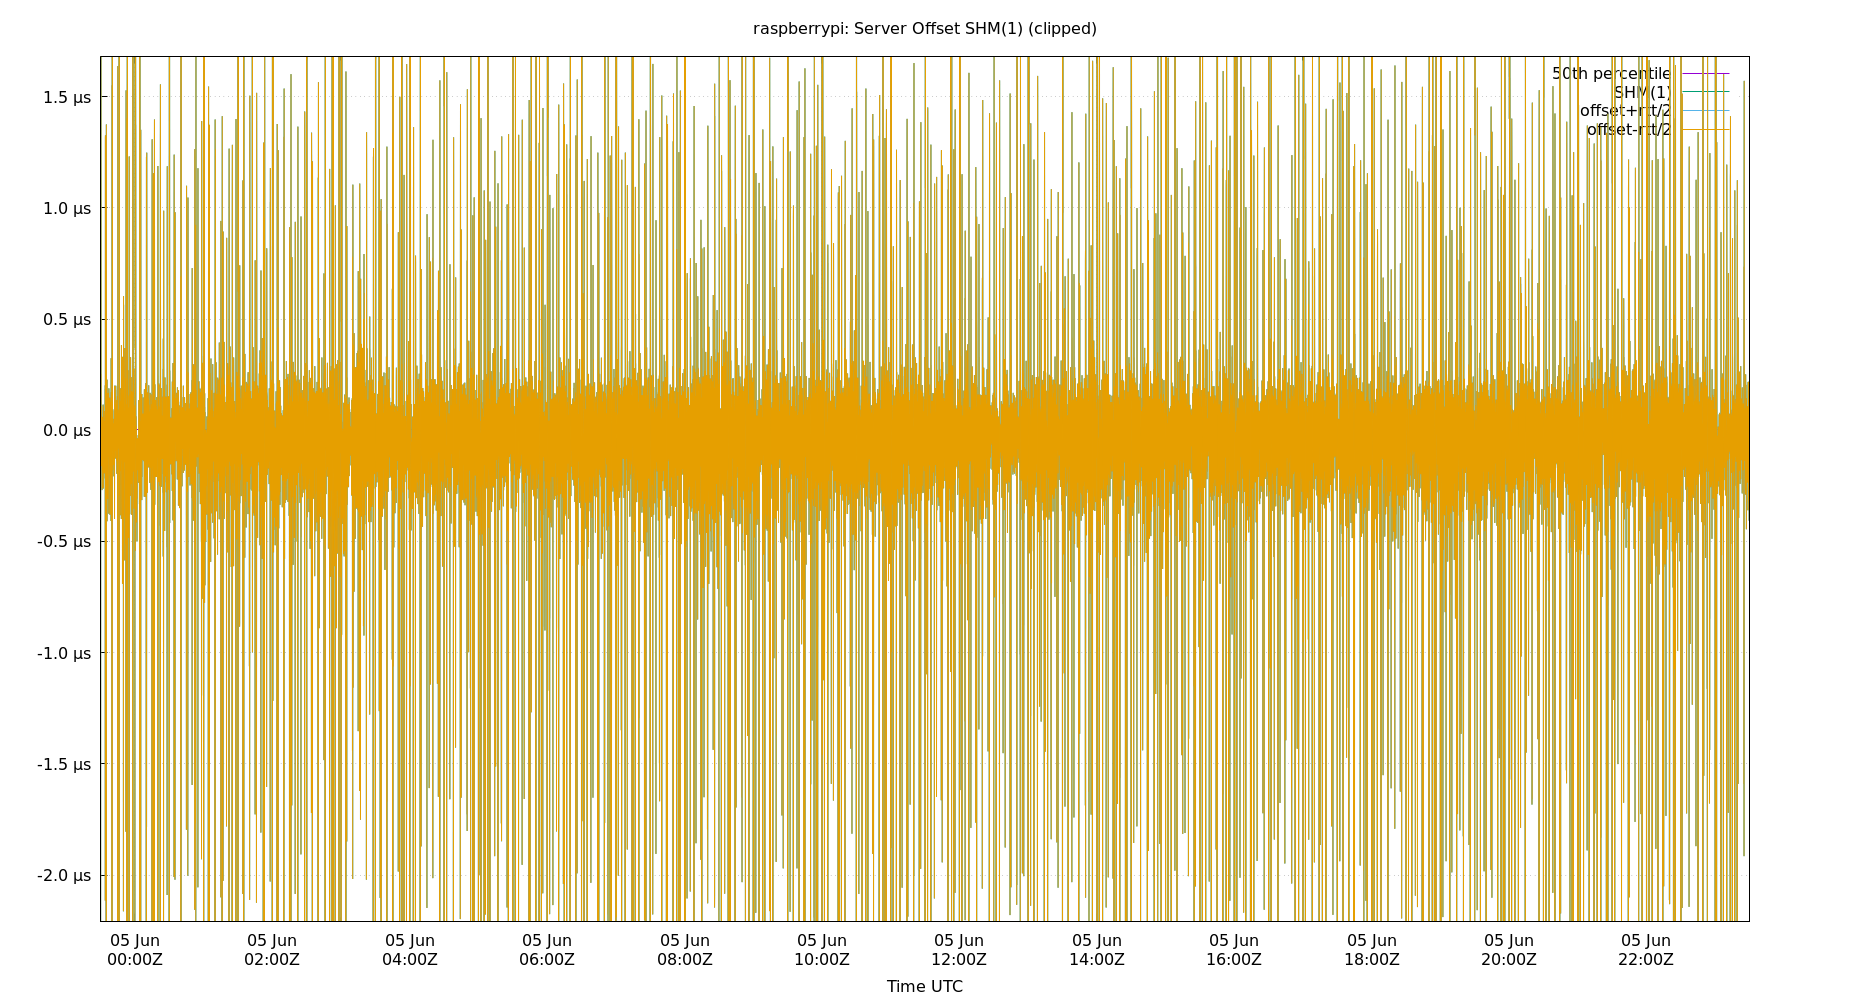 raspberrypi: Server Offset SHM(1) (clipped)
50th percentile
SHM(1)
offset+rtt/2
offset-rtt/2
1.5 µs
1.0 µs
0.5 µs
0.0 µs
-0.5 µs
-1.0 µs
-1.5 µs
-2.0 µs
05 Jun 05 Jun 05 Jun 05 Jun 05 Jun 05 Jun 05 Jun 05 Jun 05 Jun 05 Jun 05 Jun 05 Jun
00:00Z 02:00Z 04:00Z 06:00Z 08:00Z 10:00Z 12:00Z 14:00Z 16:00Z 18:00Z 20:00Z 22:00Z
Time UTC